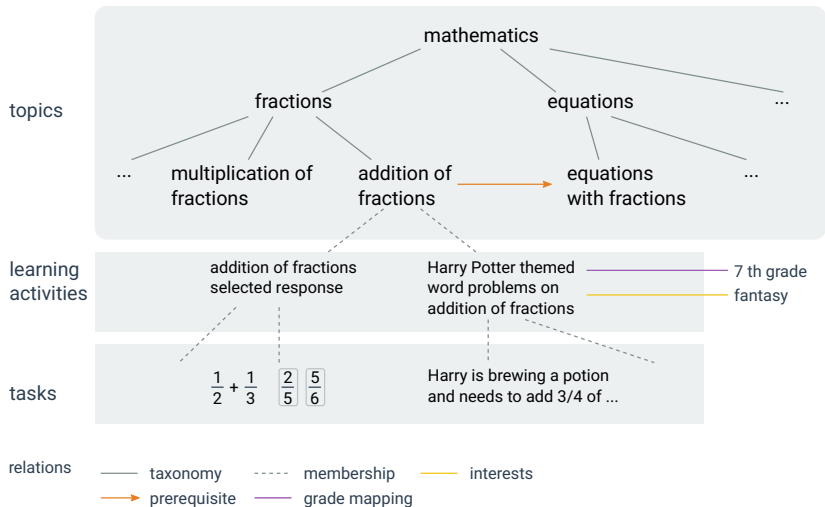 mathematics
topics
fractions
equations
...
...
multiplication of
fractions
addition of
fractions
equations
with fractions
...
learning
activities
addition of fractions
selected response
Harry Potter themed
word problems on
addition of fractions
7 th grade
fantasy
tasks
1/2 + 1/3 2/5 5/6
Harry is brewing a potion
and needs to add 3/4 of ...
relations
taxonomy
membership
interests
prerequisite
grade mapping